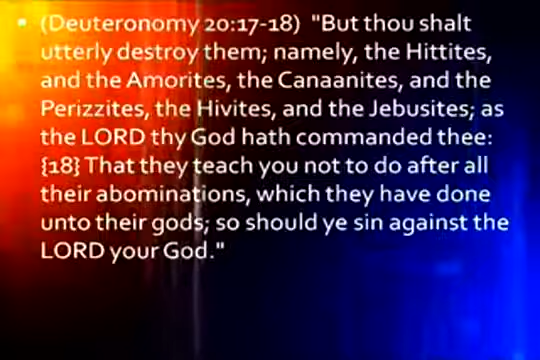 ▪ (Deuteronomy 20:17-18)  "But thou shalt
utterly destroy them; namely, the Hittites,
and the Amorites, the Canaanites, and the
Perizzites, the Hivites, and the Jebusites; as
the LORD thy God hath commanded thee:
{18} That they teach you not to do after all
their abominations, which they have done
unto their gods; so should ye sin against the
LORD your God."